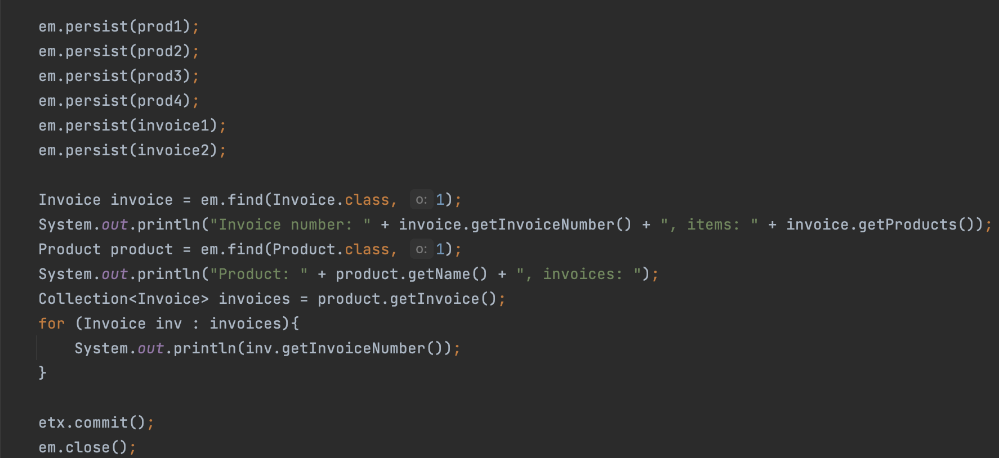 em.persist(prod1);
em.persist(prod2);
em.persist(prod3);
em.persist(prod4);
em.persist(invoice1);
em.persist(invoice2);
Invoice invoice = em.find(Invoice.class, o: 1);
System.out.println("Invoice number: " + invoice.getInvoiceNumber() + ", items: " + invoice.getProducts());
Product product = em.find(Product.class, o: 1);
System.out.println("Product: " + product.getName() + ", invoices: ");
Collection<Invoice> invoices = product.getInvoice();
for (Invoice inv : invoices){
    System.out.println(inv.getInvoiceNumber());
}
etx.commit();
em.close();